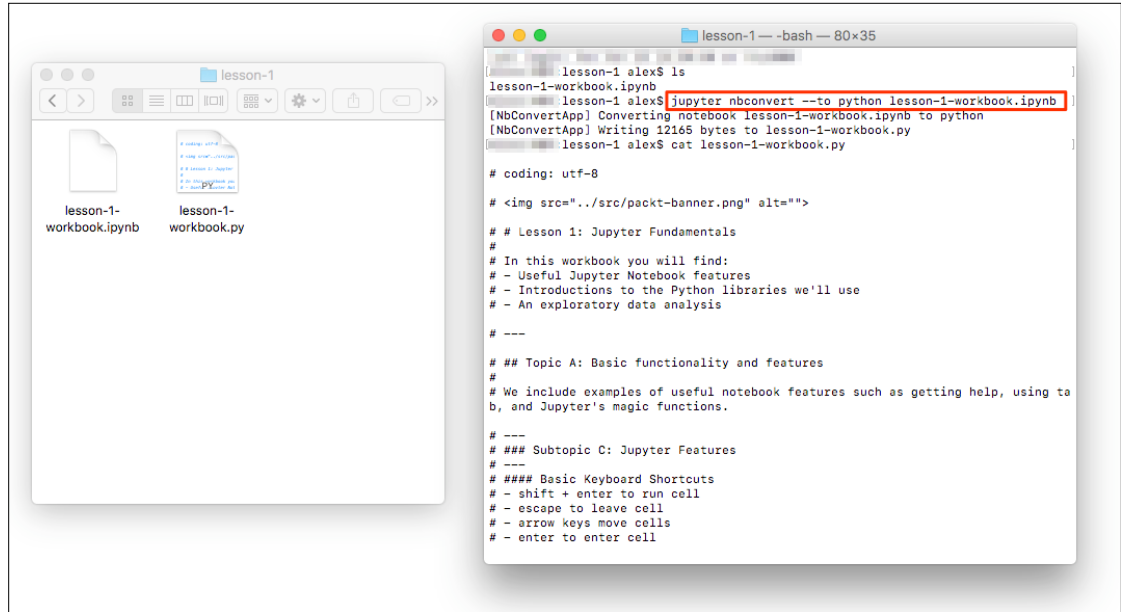 lesson-1
lesson-1-
workbook.ipynb
# coding: utf-8
PY
lesson-1-
workbook.py
lesson-1 — -bash — 80×35
lesson-1 alex$ ls
lesson-1-workbook.ipynb
lesson-1 alex$ jupyter nbconvert --to python lesson-1-workbook.ipynb
[NbConvertApp] Converting notebook lesson-1-workbook.ipynb to python
[NbConvertApp] Writing 12165 bytes to lesson-1-workbook.py
lesson-1 alex$ cat lesson-1-workbook.py
# coding: utf-8
# <img src="../src/packt-banner.png" alt="">
# # Lesson 1: Jupyter Fundamentals
#
# In this workbook you will find:
# - Useful Jupyter Notebook features
# - Introductions to the Python libraries we'll use
# - An exploratory data analysis
# ---
# ## Topic A: Basic functionality and features
#
# We include examples of useful notebook features such as getting help, using ta
b, and Jupyter's magic functions.
# ---
# ### Subtopic C: Jupyter Features
# ---
# #### Basic Keyboard Shortcuts
# - shift + enter to run cell
# - escape to leave cell
# - arrow keys move cells
# - enter to enter cell